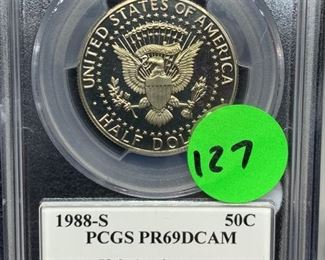 UNITED STATES OF AMERICA
HALF DO
127
1988-S 50C
PCGS PR69DCAM